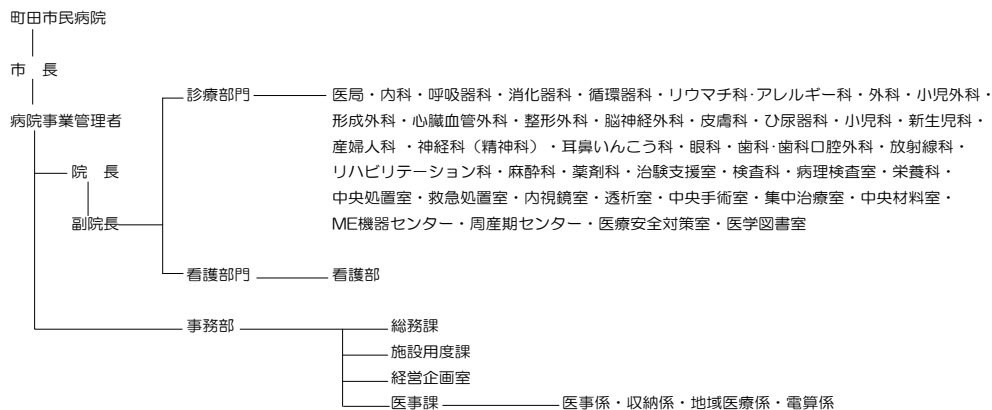 町田市民病院
市　長
病院事業管理者
院　長
副院長
診療部門
医局・内科・呼吸器科・消化器科・循環器科・リウマチ科・アレルギー科・外科・小児外科・
形成外科・心臓血管外科・整形外科・脳神経外科・皮膚科・ひ尿器科・小児科・新生児科・
産婦人科 ・神経科（精神科）・耳鼻いんこう科・眼科・歯科・歯科口腔外科・放射線科・
リハビリテーション科・麻酔科・薬剤科・治験支援室・検査科・病理検査室・栄養科・
中央処置室・救急処置室・内視鏡室・透析室・中央手術室・集中治療室・中央材料室・
ME機器センター・周産期センター・医療安全対策室・医学図書室
看護部門
看護部
事務部
総務課
施設用度課
経営企画室
医事課
医事係・収納係・地域医療係・電算係